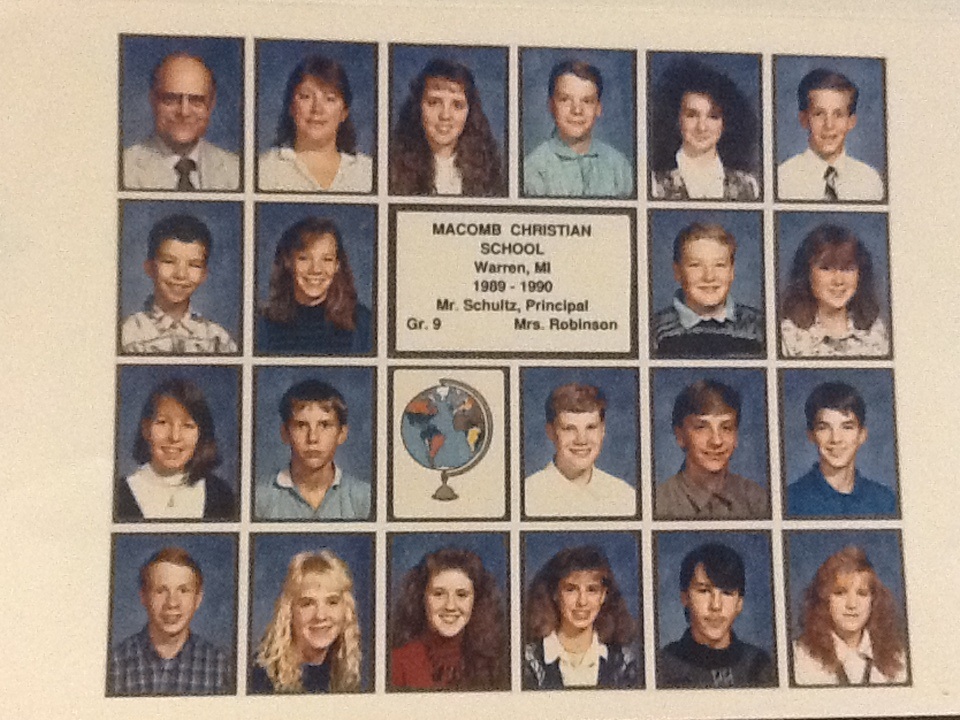 MACOMB CHRISTIAN
SCHOOL
Warren, MI
1989 - 1990
Mr. Schultz, Principal
Gr. 9 Mrs. Robinson